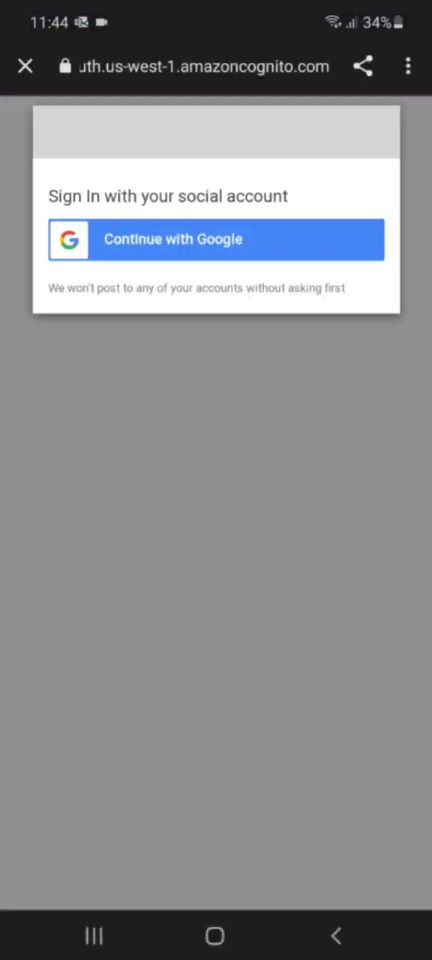 11:44
34%
uth.us-west-1.amazoncognito.com
Sign In with your social account
G Continue with Google
We won't post to any of your accounts without asking first